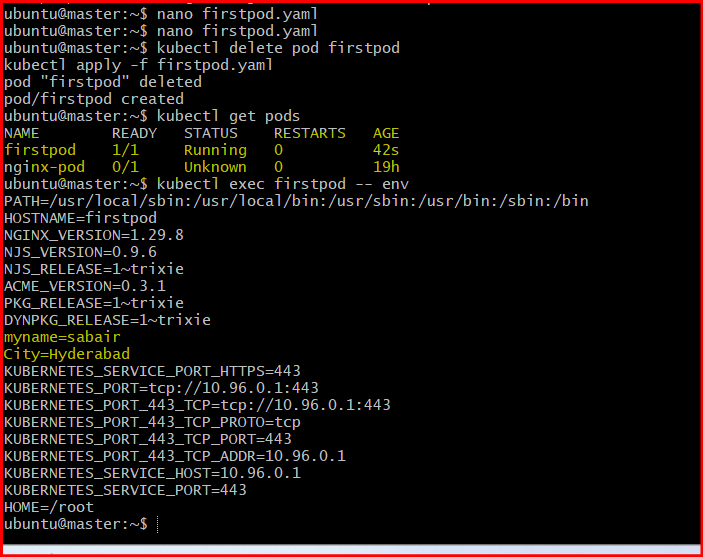 ubuntu@master:~$ nano firstpod.yaml
ubuntu@master:~$ nano firstpod.yaml
ubuntu@master:~$ kubectl delete pod firstpod
kubectl apply -f firstpod.yaml
pod "firstpod" deleted
pod/firstpod created
ubuntu@master:~$ kubectl get pods
NAME        READY   STATUS    RESTARTS   AGE
firstpod    1/1     Running   0          42s
nginx-pod   0/1     Unknown   0          19h
ubuntu@master:~$ kubectl exec firstpod -- env
PATH=/usr/local/sbin:/usr/local/bin:/usr/sbin:/usr/bin:/sbin:/bin
HOSTNAME=firstpod
NGINX_VERSION=1.29.8
NJS_VERSION=0.9.6
NJS_RELEASE=1~trixie
ACME_VERSION=0.3.1
PKG_RELEASE=1~trixie
DYNPKG_RELEASE=1~trixie
myname=sabair
City=Hyderabad
KUBERNETES_SERVICE_PORT_HTTPS=443
KUBERNETES_PORT=tcp://10.96.0.1:443
KUBERNETES_PORT_443_TCP=tcp://10.96.0.1:443
KUBERNETES_PORT_443_TCP_PROTO=tcp
KUBERNETES_PORT_443_TCP_PORT=443
KUBERNETES_PORT_443_TCP_ADDR=10.96.0.1
KUBERNETES_SERVICE_HOST=10.96.0.1
KUBERNETES_SERVICE_PORT=443
HOME=/root
ubuntu@master:~$